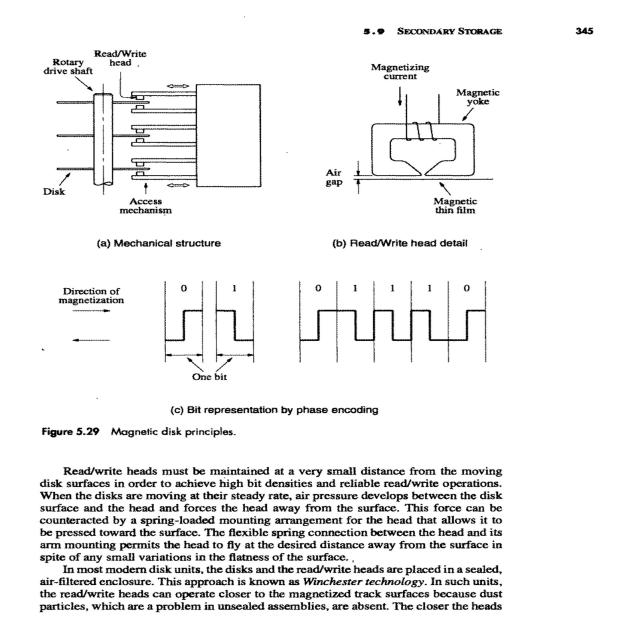 5.9 SECONDARY STORAGE 345
Read/Write
head
Rotary
drive shaft
Disk
Access
mechanism
(a) Mechanical structure
Magnetizing
current
Magnetic
yoke
Air
gap
Magnetic
thin film
(b) Read/Write head detail
Direction of
magnetization
0 1 0 1 1 1 0
One bit
(c) Bit representation by phase encoding
Figure 5.29 Magnetic disk principles.
Read/write heads must be maintained at a very small distance from the moving
disk surfaces in order to achieve high bit densities and reliable read/write operations.
When the disks are moving at their steady rate, air pressure develops between the disk
surface and the head and forces the head away from the surface. This force can be
counteracted by a spring-loaded mounting arrangement for the head that allows it to
be pressed toward the surface. The flexible spring connection between the head and its
arm mounting permits the head to fly at the desired distance away from the surface in
spite of any small variations in the flatness of the surface.
In most modern disk units, the disks and the read/write heads are placed in a sealed,
air-filtered enclosure. This approach is known as Winchester technology. In such units,
the read/write heads can operate closer to the magnetized track surfaces because dust
particles, which are a problem in unsealed assemblies, are absent. The closer the heads